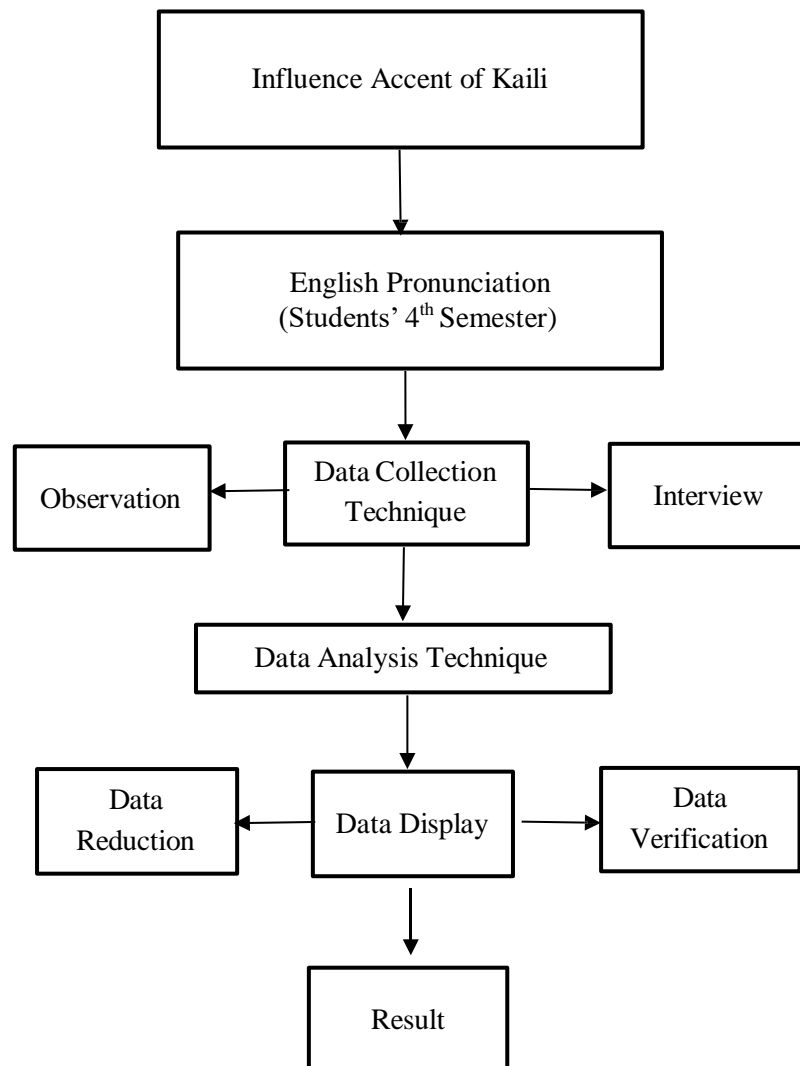 Influence Accent of Kaili
English Pronunciation
(Students’ 4th Semester)
Observation
Data Collection
Technique
Interview
Data Analysis Technique
Data
Reduction
Data Display
Data
Verification
Result